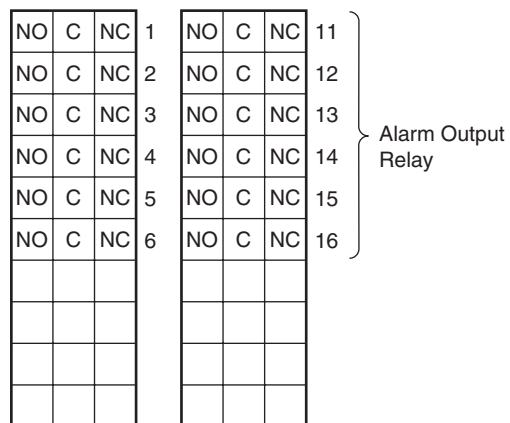 NO C NC 1 NO C NC 11
NO C NC 2 NO C NC 12
NO C NC 3 NO C NC 13
NO C NC 4 NO C NC 14
NO C NC 5 NO C NC 15
NO C NC 6 NO C NC 16
Alarm Output
Relay